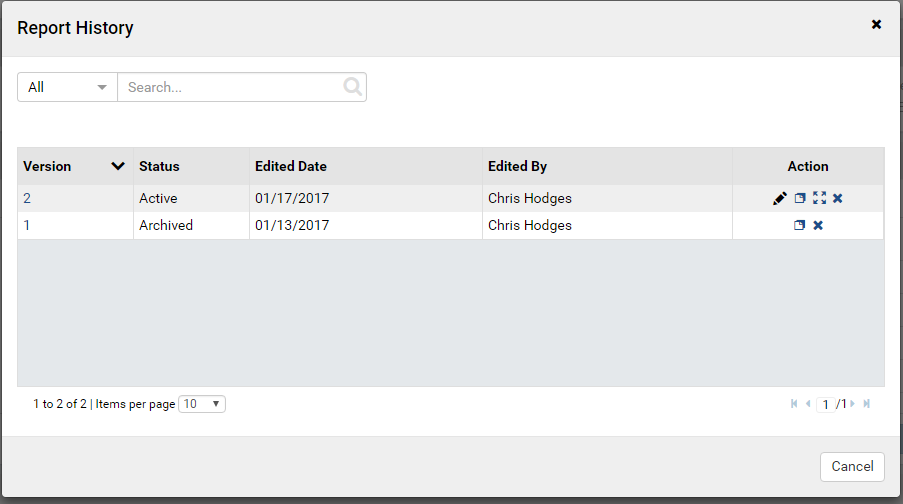 Report History
All Search...
Version Status Edited Date Edited By Action
2 Active 01/17/2017 Chris Hodges
1 Archived 01/13/2017 Chris Hodges
1 to 2 of 2 | Items per page 10 1 /1
Cancel